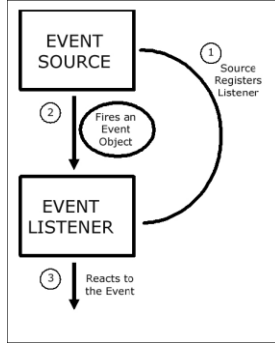 EVENT
SOURCE
1
Source
Registers
Listener
2
Fires an
Event
Object
EVENT
LISTENER
3
Reacts to
the Event